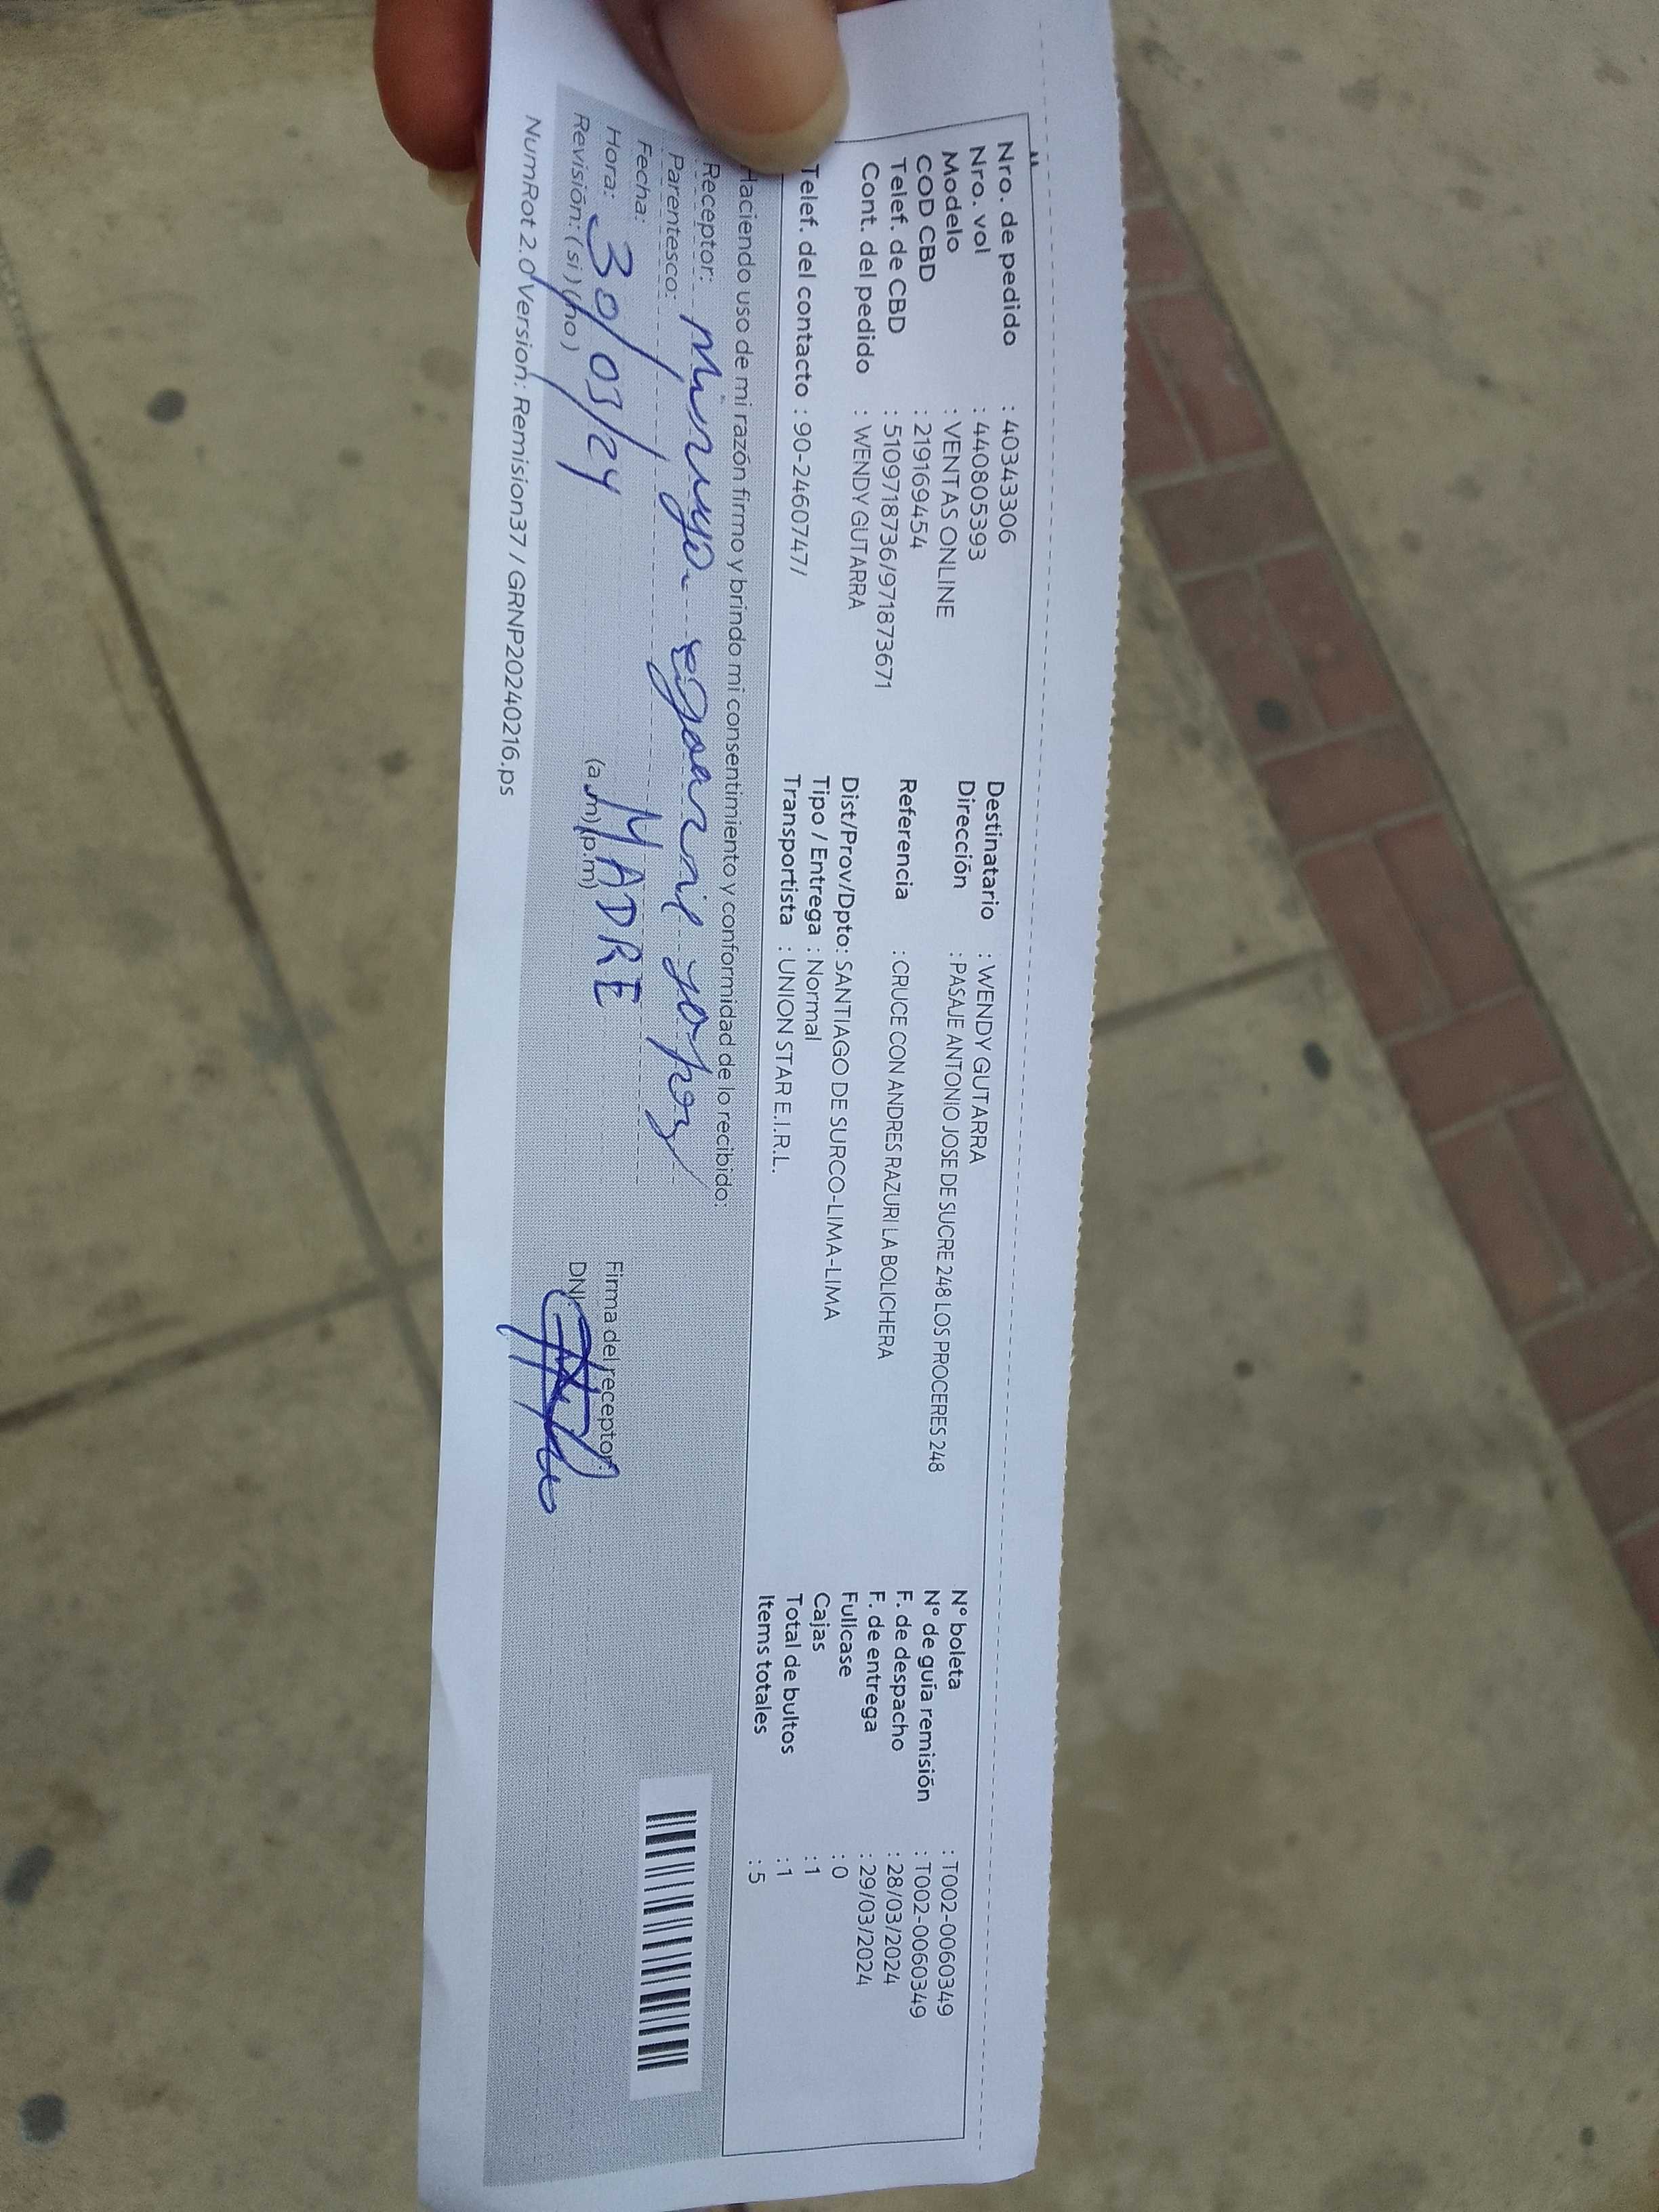 Nro. de pedido : 40343306
Nro. vol : 440805393
Modelo : VENTAS ONLINE
COD CBD : 219169454
Telef. de CBD : 5109718736/971873671
Cont. del pedido : WENDY GUTARRA
Telef. del contacto : 90-2460747/
Destinatario : WENDY GUTARRA
Dirección : PASAJE ANTONIO JOSE DE SUCRE 248 LOS PROCERES 248
Referencia : CRUCE CON ANDRES RAZURI LA BOLICHERA
Dist/Prov/Dpto: SANTIAGO DE SURCO-LIMA-LIMA
Tipo / Entrega : Normal
Transportista : UNION STAR E.I.R.L.
N° boleta : T002-0060349
N° de guía remisión : T002-0060349
F. de despacho : 28/03/2024
F. de entrega : 29/03/2024
Fullcase : 0
Cajas : 1
Total de bultos : 1
Items totales : 5
Haciendo uso de mi razón firmo y brindo mi consentimiento y conformidad de lo recibido:
Receptor:
Parentesco: MADRE
Fecha: 30/03/24
Hora: (a.m) (p.m)
Revisión: (si) (no)
Firma del receptor:
DNI
NumRot 2.0 Version: Remision37 / GRNP20240216.ps